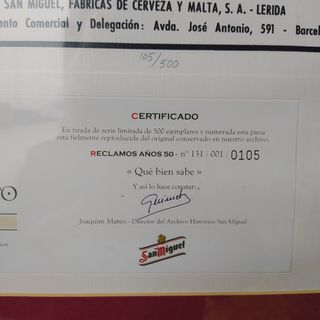 SAN MIGUEL, FABRICAS DE CERVEZA Y MALTA, S. A. - LERIDA
ento Comercial y Delegación: Avda. José Antonio, 591 - Barcel
105/500
CERTIFICADO
En tirada de serie limitada de 500 ejemplares y numerada esta pieza
está fielmente reproducida del original conservado en nuestro archivo.
RECLAMOS AÑOS 50 - nº 131 / 001 / 0105
« Qué bien sabe »
Y así lo hace constar:
Joaquim Mateo - Director del Archivo Histórico San Miguel
San Miguel
TO